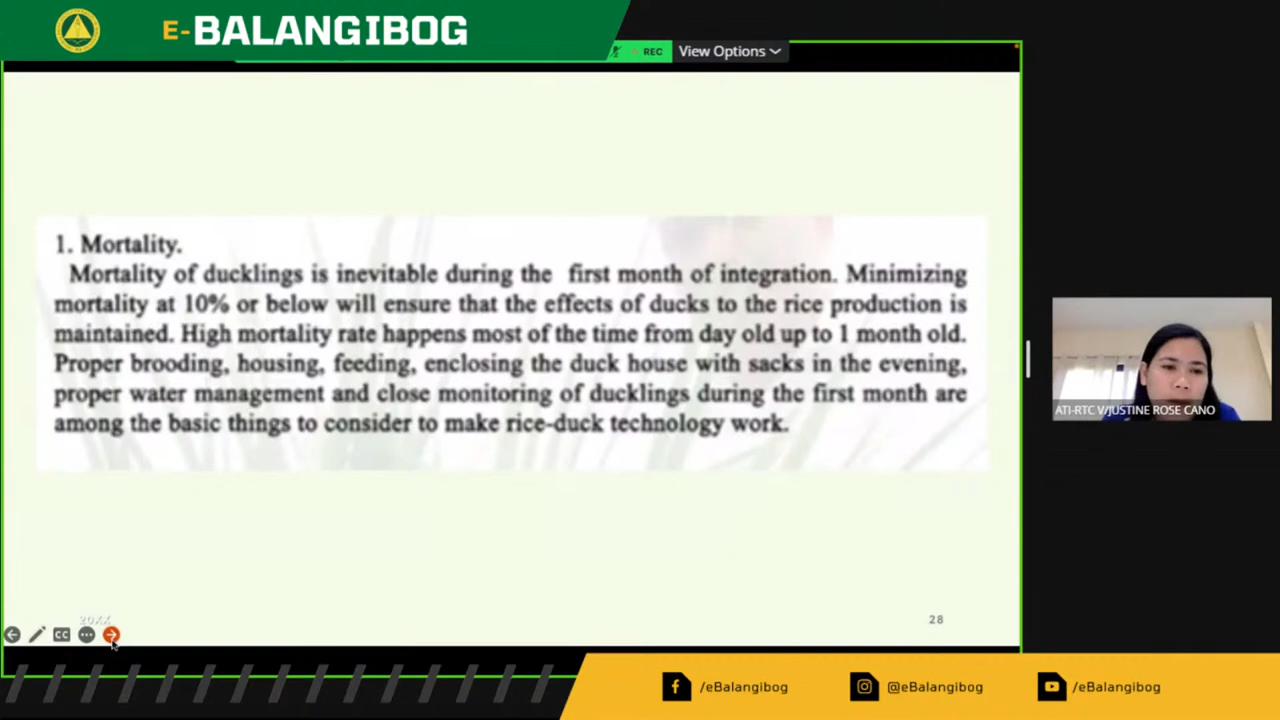 E-BALANGIBOG
REC View Options
1. Mortality.
Mortality of ducklings is inevitable during the first month of integration. Minimizing
mortality at 10% or below will ensure that the effects of ducks to the rice production is
maintained. High mortality rate happens most of the time from day old up to 1 month old.
Proper brooding, housing, feeding, enclosing the duck house with sacks in the evening,
proper water management and close monitoring of ducklings during the first month are
among the basic things to consider to make rice-duck technology work.
ATI-RTC V/JUSTINE ROSE CANO
20XX
28
CC
/eBalangibog
@eBalangibog
/eBalangibog